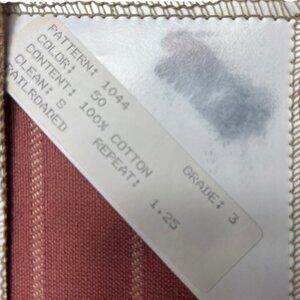 PATTERN: 1044
COLOR: 50 GRADE: 3
CONTENT: 100% COTTON
CLEAN: S REPEAT: 1.25
RAILROADED